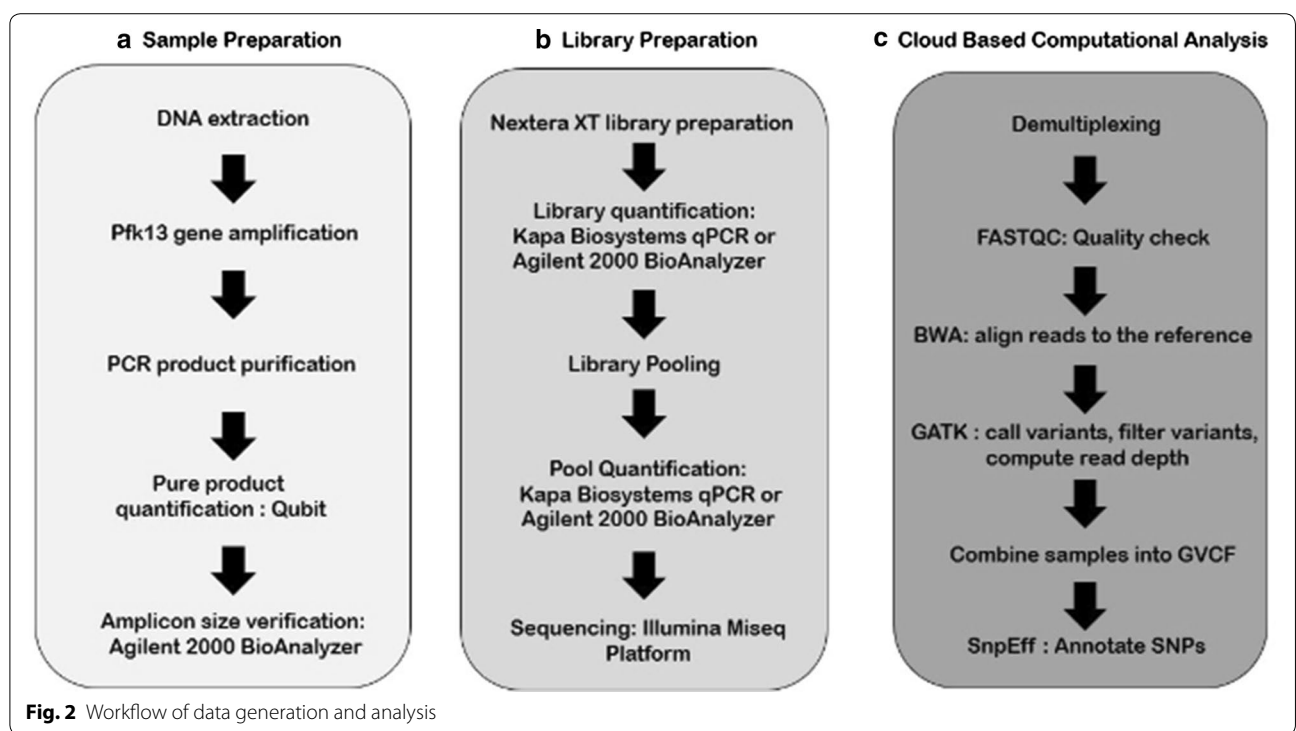 a Sample Preparation
DNA extraction
Pfk13 gene amplification
PCR product purification
Pure product
quantification : Qubit
Amplicon size verification:
Agilent 2000 BioAnalyzer
b Library Preparation
Nextera XT library preparation
Library quantification:
Kapa Biosystems qPCR or
Agilent 2000 BioAnalyzer
Library Pooling
Pool Quantification:
Kapa Biosystems qPCR or
Agilent 2000 BioAnalyzer
Sequencing: Illumina Miseq
Platform
c Cloud Based Computational Analysis
Demultiplexing
FASTQC: Quality check
BWA: align reads to the reference
GATK : call variants, filter variants,
compute read depth
Combine samples into GVCF
SnpEff : Annotate SNPs
Fig. 2 Workflow of data generation and analysis